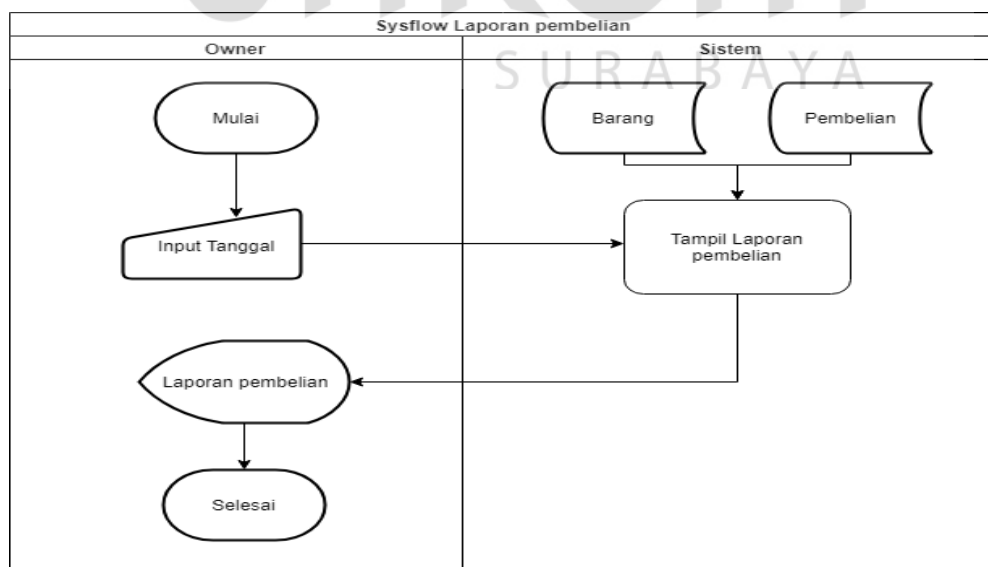 Sysflow Laporan pembelian
Owner
Sistem
SURABAYA
Mulai
Barang
Pembelian
Input Tanggal
Tampil Laporan
pembelian
Laporan pembelian
Selesai